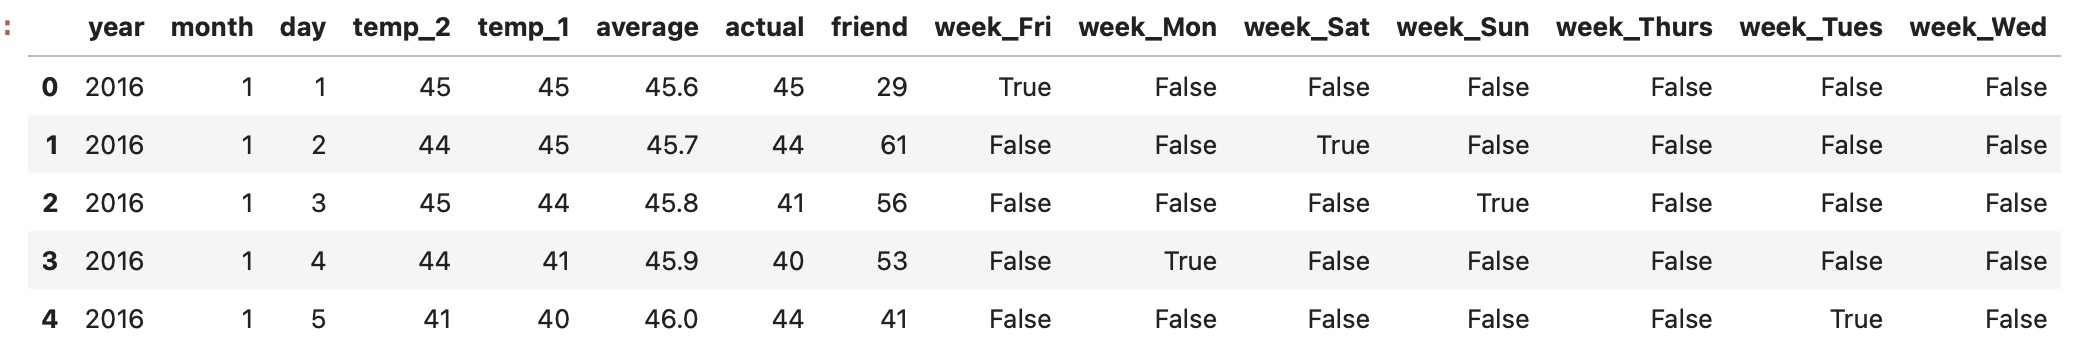 : year month day temp_2 temp_1 average actual friend week_Fri week_Mon week_Sat week_Sun week_Thurs week_Tues week_Wed
0 2016 1 1 45 45 45.6 45 29 True False False False False False False
1 2016 1 2 44 45 45.7 44 61 False False True False False False False
2 2016 1 3 45 44 45.8 41 56 False False False True False False False
3 2016 1 4 44 41 45.9 40 53 False True False False False False False
4 2016 1 5 41 40 46.0 44 41 False False False False False True False